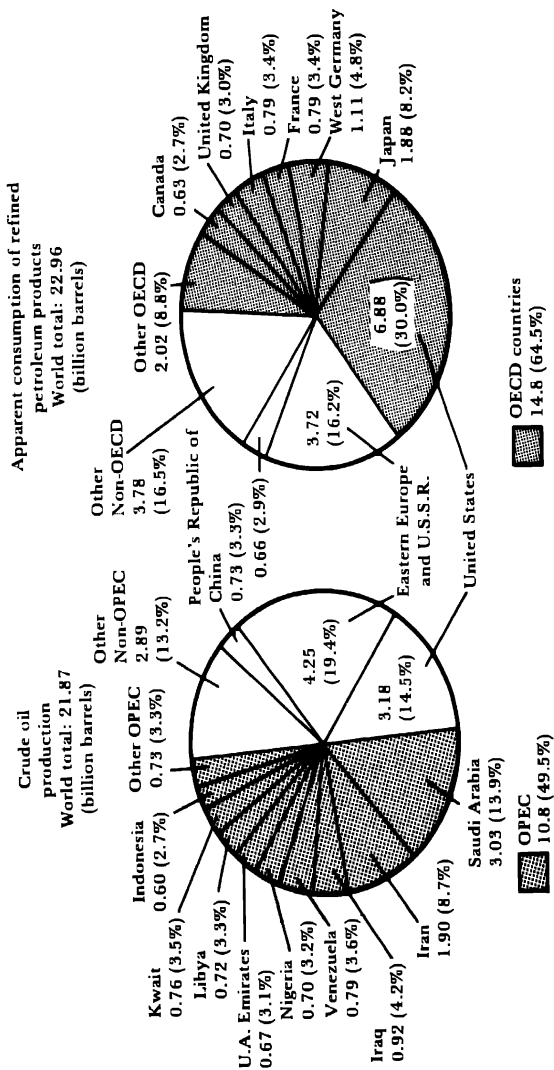 Crude oil
production
World total: 21.87
(billion barrels)
Other
Non-OPEC
2.89
(13.2%)
Other OPEC
0.73 (3.3%)
Indonesia
0.60 (2.7%)
Kwait
0.76 (3.5%)
Libya
0.72 (3.3%)
U.A. Emirates
0.67 (3.1%)
Nigeria
0.70 (3.2%)
Venezuela
0.79 (3.6%)
Iraq
0.92 (4.2%)
Iran
1.90 (8.7%)
Saudi Arabia
3.03 (13.9%)
3.18
(14.5%)
4.25
(19.4%)
OPEC
10.8 (49.5%)
People's Republic of
China
0.73 (3.3%)
0.66 (2.9%)
Eastern Europe
and U.S.S.R.
United States
Apparent consumption of refined
petroleum products
World total: 22.96
(billion barrels)
Other
Non-OECD
3.78
(16.5%)
Other OECD
2.02 (8.8%)
Canada
0.63 (2.7%)
United Kingdom
0.70 (3.0%)
Italy
0.79 (3.4%)
France
0.79 (3.4%)
West Germany
1.11 (4.8%)
Japan
1.88 (8.2%)
6.88
(30.0%)
3.72
(16.2%)
OECD countries
14.8 (64.5%)